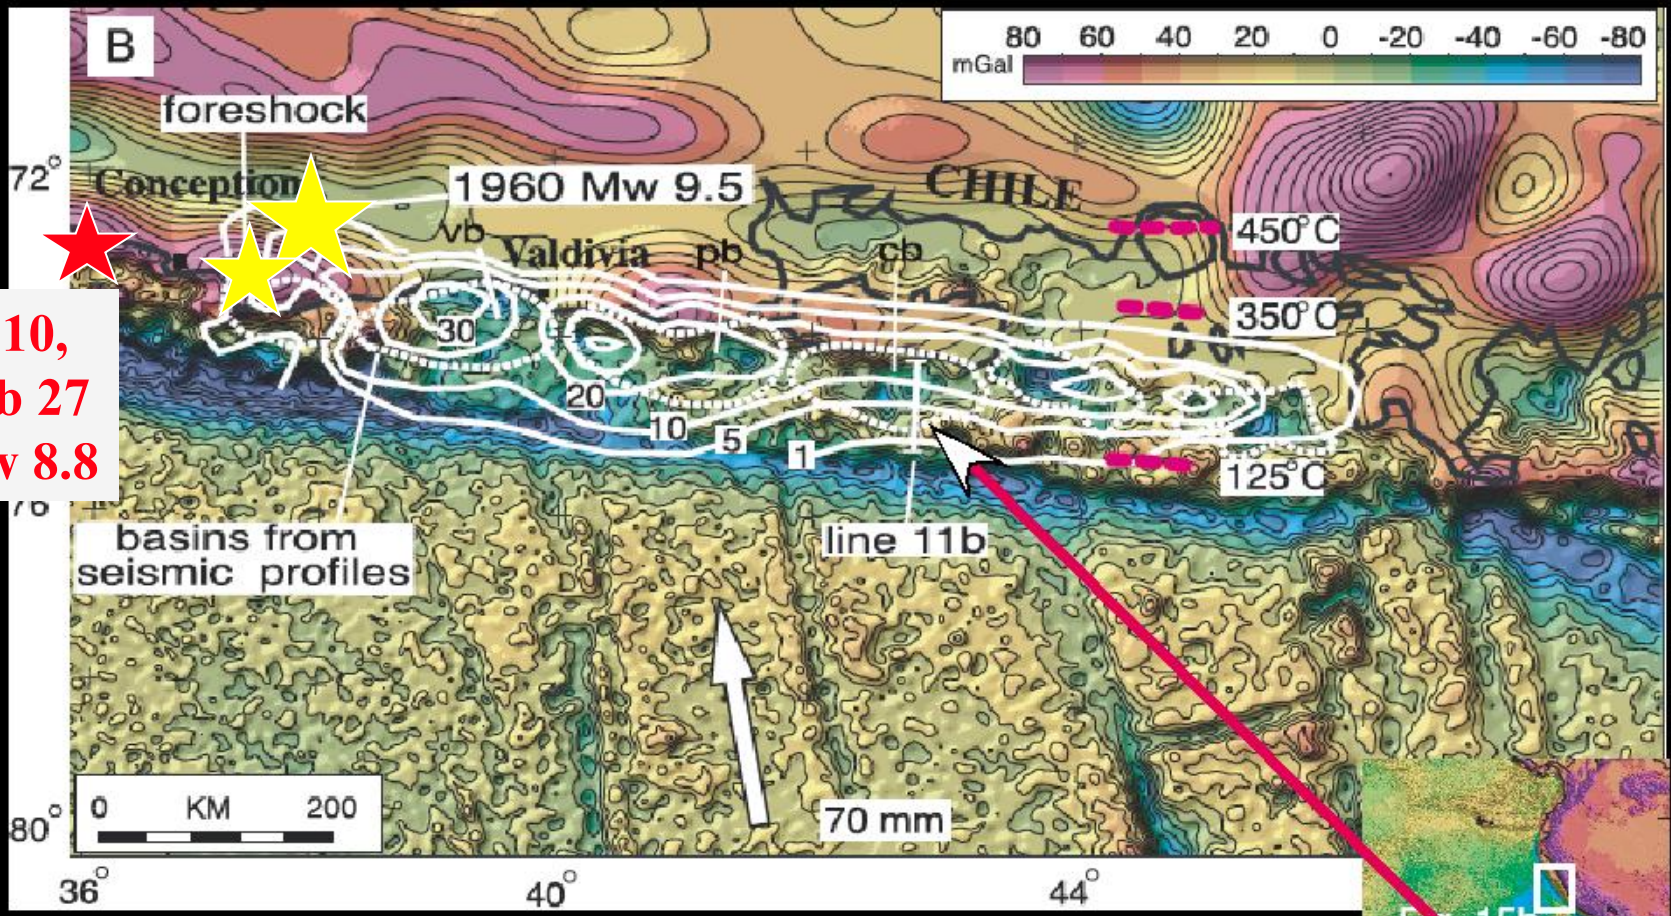 B
80 60 40 20 0 -20 -40 -60 -80
mGal
foreshock
72°
Conception
1960 Mw 9.5
CHILE
450°C
vb
Valdivia
pb
cb
350°C
10,
b 27
8.8
30
20
10
5
1
125°C
76°
basins from
seismic profiles
line 11b
0 KM 200
70 mm
80°
36° 40° 44°